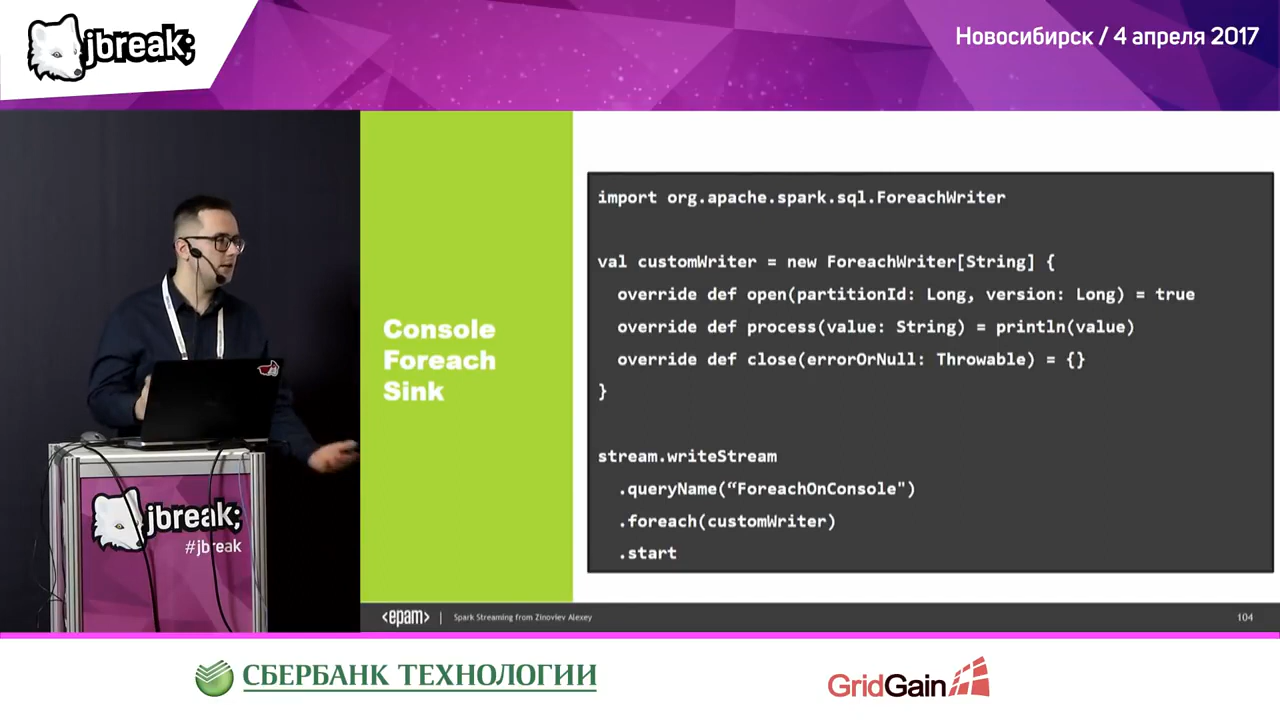 jbreak;
Новосибирск / 4 апреля 2017
Console
Foreach
Sink
import org.apache.spark.sql.ForeachWriter
val customWriter = new ForeachWriter[String] {
override def open(partitionId: Long, version: Long) = true
override def process(value: String) = println(value)
override def close(errorOrNull: Throwable) = {}
}
stream.writeStream
.queryName(“ForeachOnConsole")
.foreach(customWriter)
.start
<epam> | Spark Streaming from Zinoviev Alexey
104
jbreak;
#jbreak
СБЕРБАНК ТЕХНОЛОГИИ
GridGain